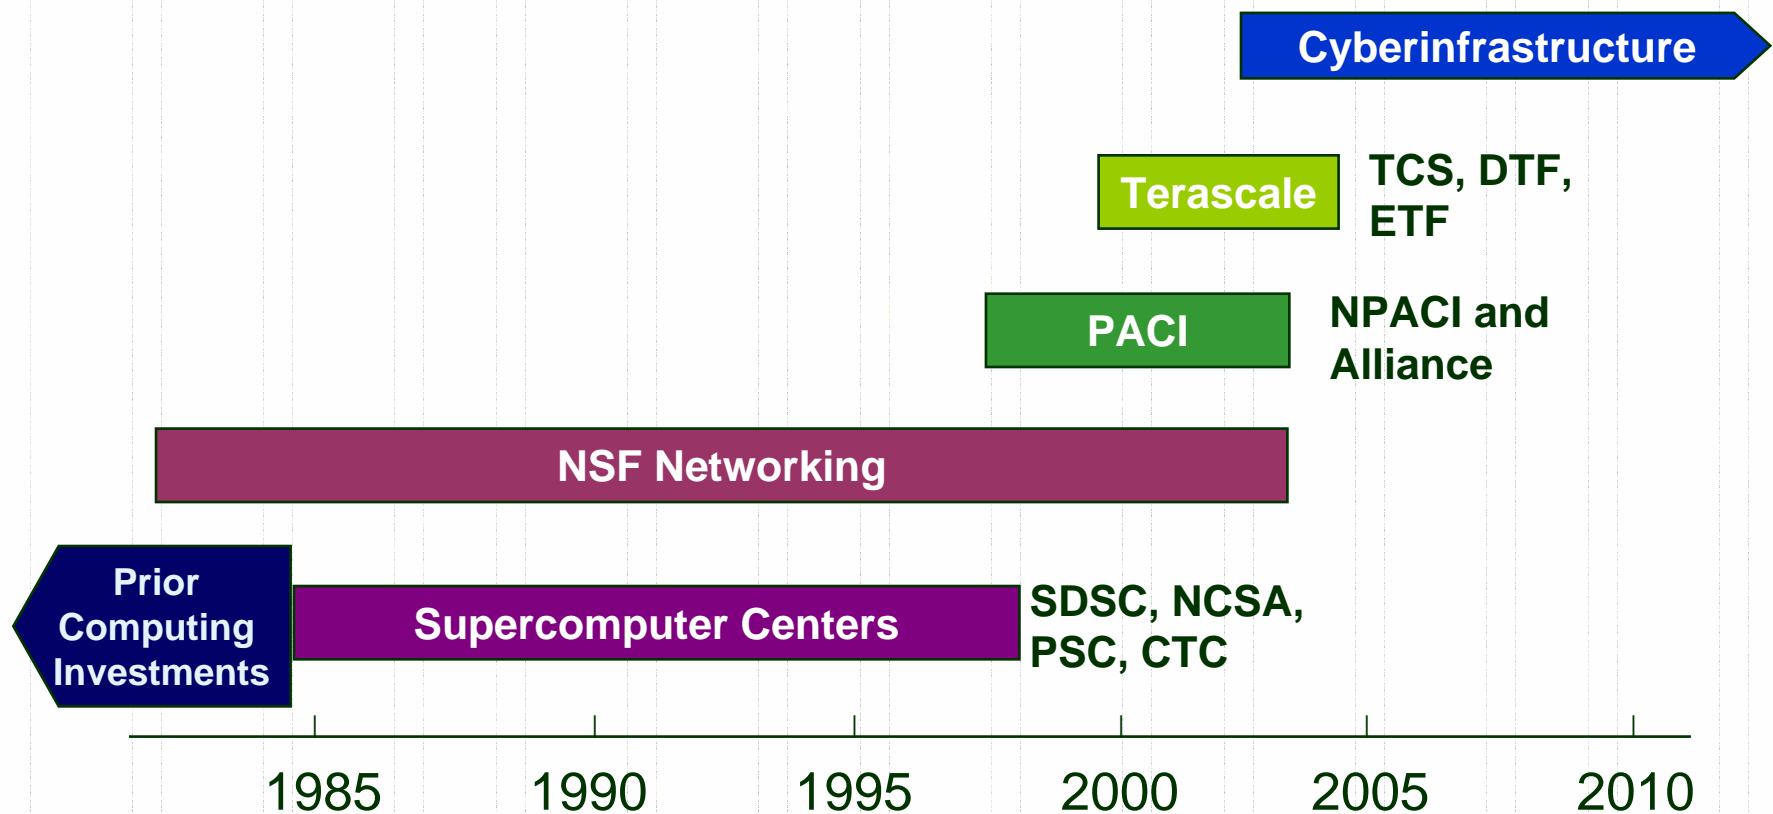 Cyberinfrastructure
Terascale
TCS, DTF,
ETF
PACI
NPACI and
Alliance
NSF Networking
Prior
Computing
Investments
Supercomputer Centers
SDSC, NCSA,
PSC, CTC
1985 1990 1995 2000 2005 2010